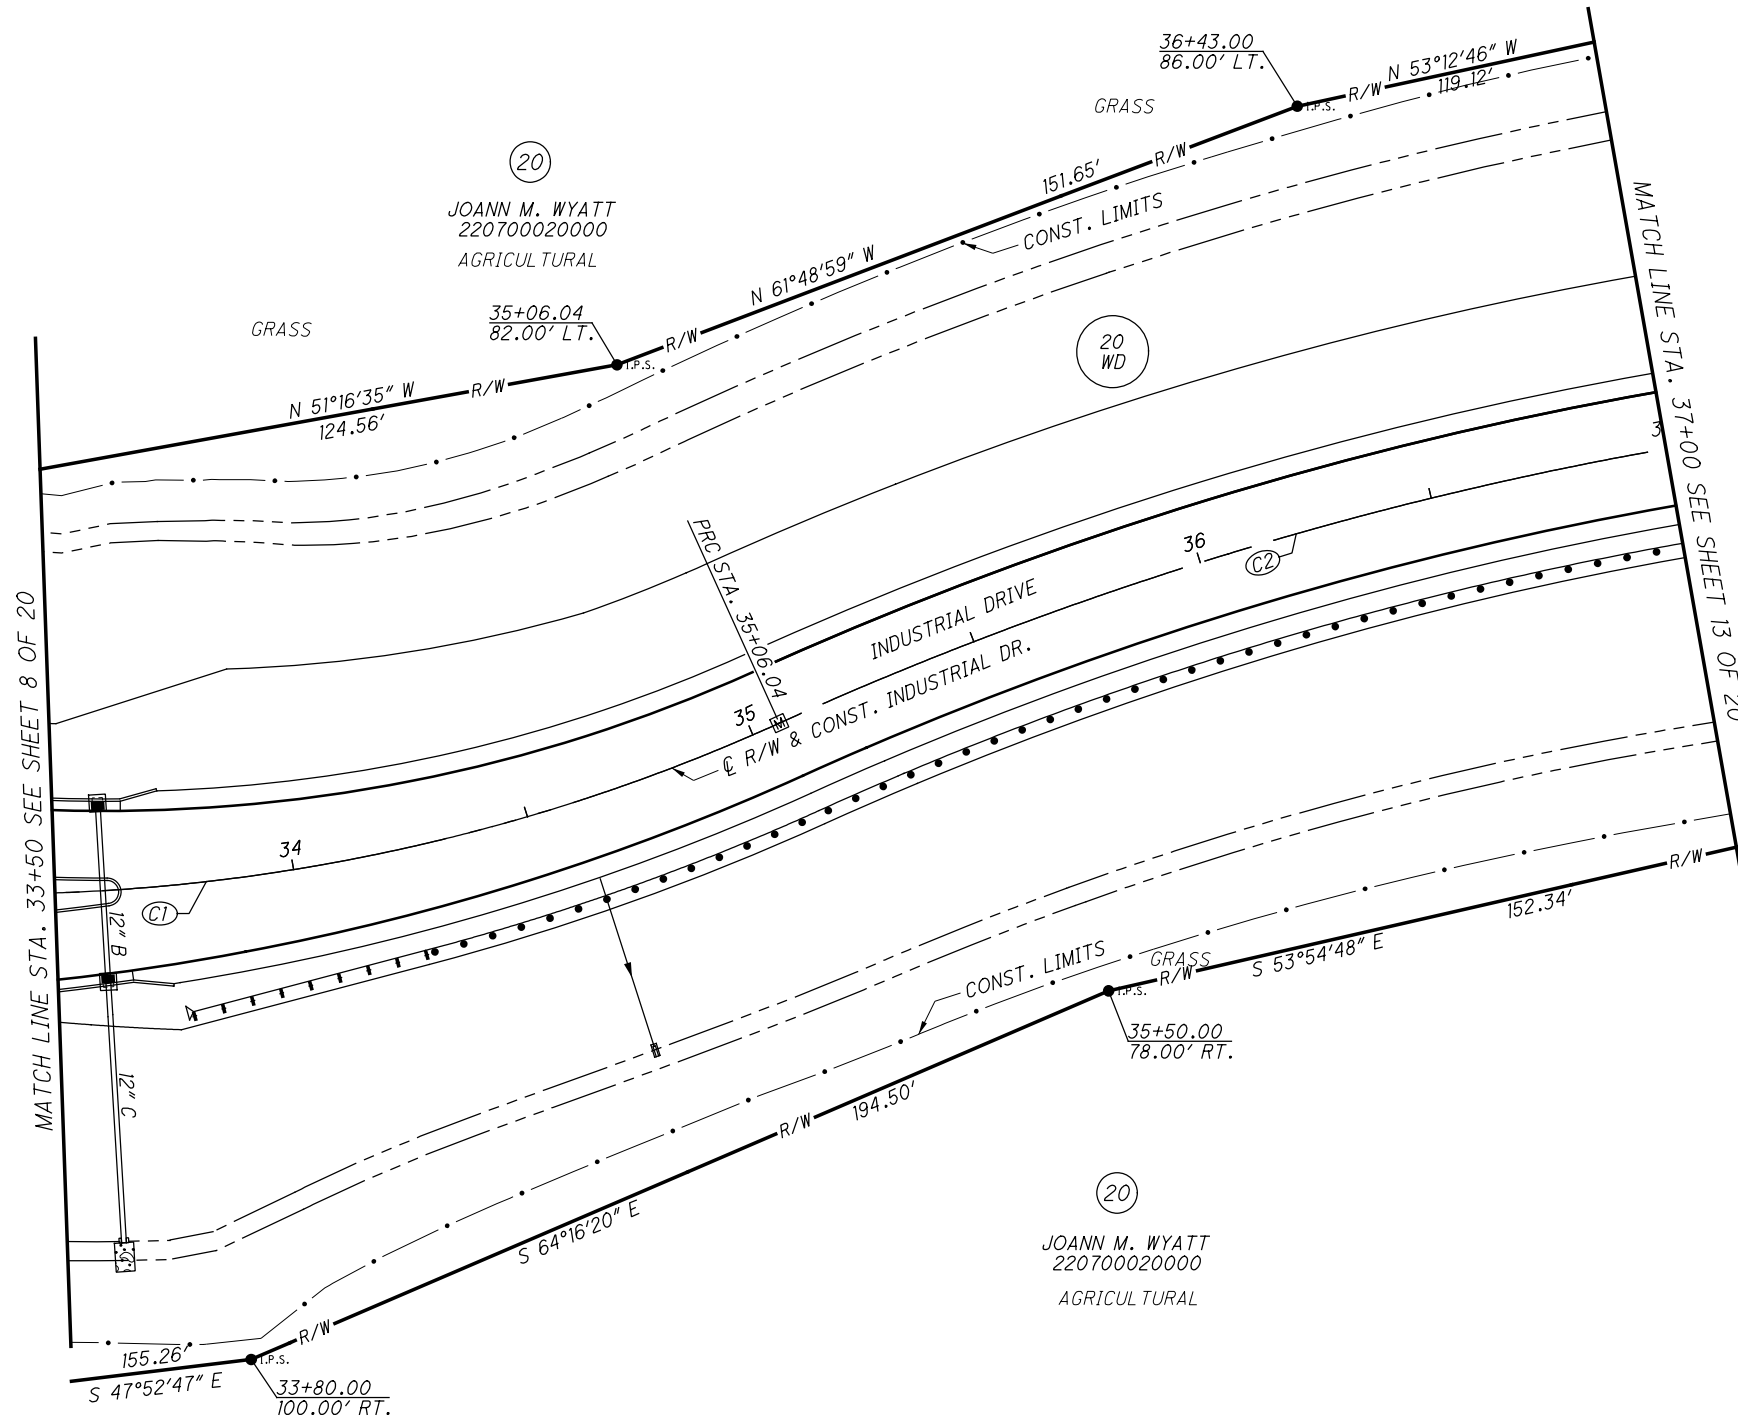 36+43.00
86.00' LT.
N 53°12'46" W
119.12'
R/W
I.P.S.
GRASS
R/W
151.65'
20
JOANN M. WYATT
220700020000
AGRICULTURAL
CONST. LIMITS
N 61°48'59" W
MATCH LINE STA. 37+00 SEE SHEET 13 OF 20
35+06.04
82.00' LT.
GRASS
R/W
I.P.S.
20
WD
N 51°16'35" W
124.56'
R/W
3
PRC STA. 35+06.04
36
C2
INDUSTRIAL DRIVE
35
℄ R/W & CONST. INDUSTRIAL DR.
MATCH LINE STA. 33+50 SEE SHEET 8 OF 20
34
C1
12" B
R/W
152.34'
CONST. LIMITS
GRASS
S 53°54'48" E
R/W
I.P.S.
35+50.00
78.00' RT.
12" C
194.50'
R/W
20
JOANN M. WYATT
220700020000
AGRICULTURAL
S 64°16'20" E
R/W
155.26'
I.P.S.
S 47°52'47" E
33+80.00
100.00' RT.